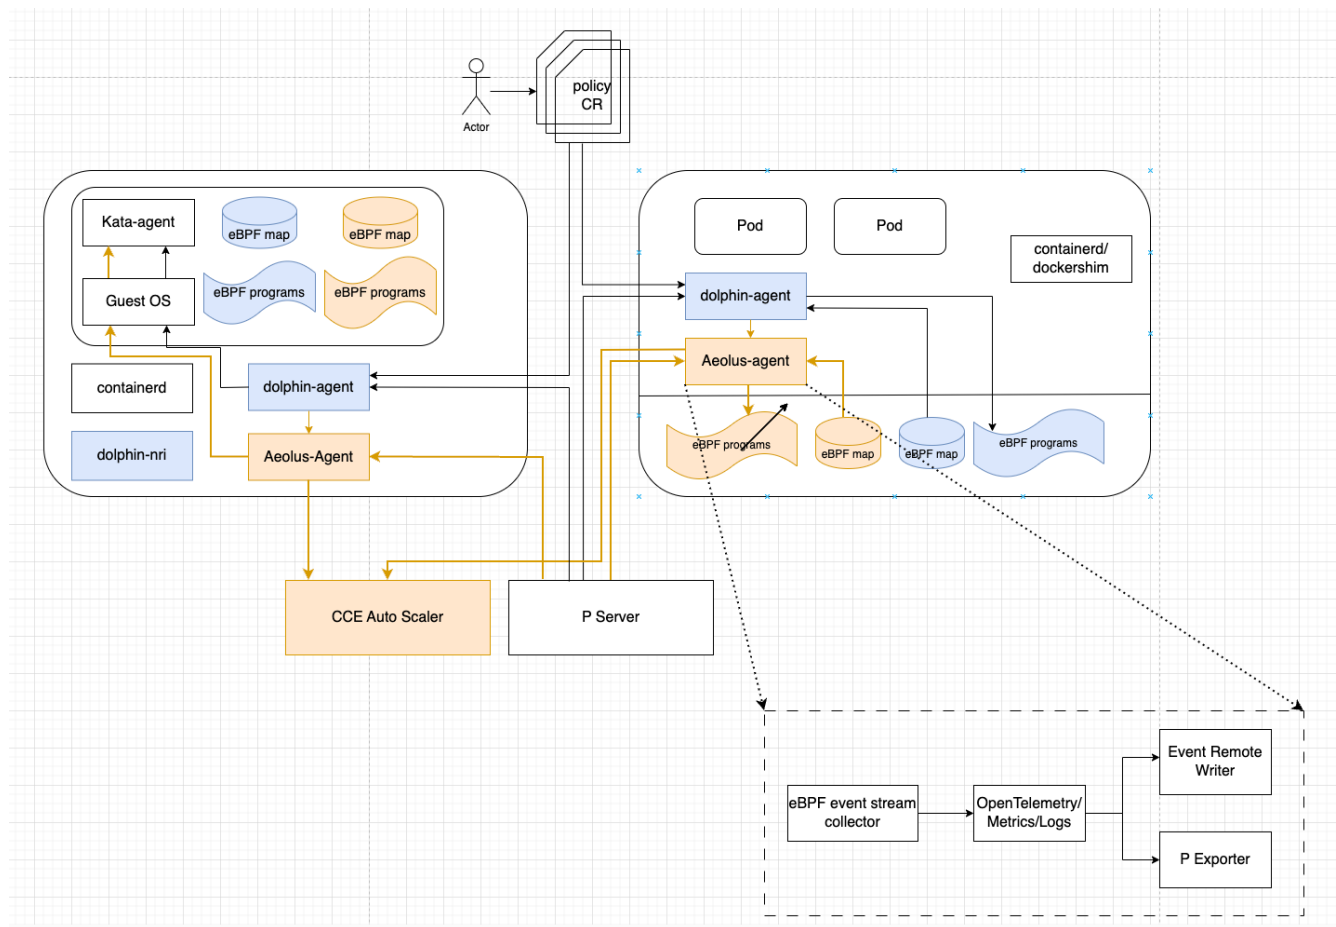 policy
CR
Actor
Kata-agent
eBPF map
eBPF map
Guest OS
eBPF programs
eBPF programs
containerd
dolphin-agent
dolphin-nri
Aeolus-Agent
Pod
Pod
containerd/
dockershim
dolphin-agent
Aeolus-agent
eBPF programs
eBPF map
eBPF map
eBPF programs
CCE Auto Scaler
P Server
eBPF event stream
collector
OpenTelemetry/
Metrics/Logs
Event Remote
Writer
P Exporter